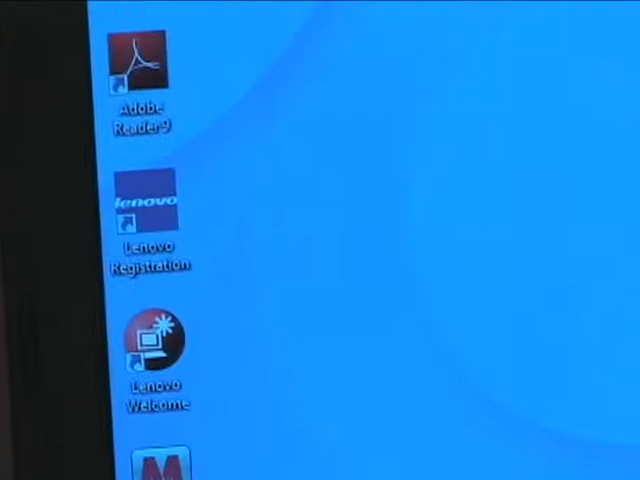 Adobe
Reader 9
lenovo
Lenovo
Registration
Lenovo
Welcome